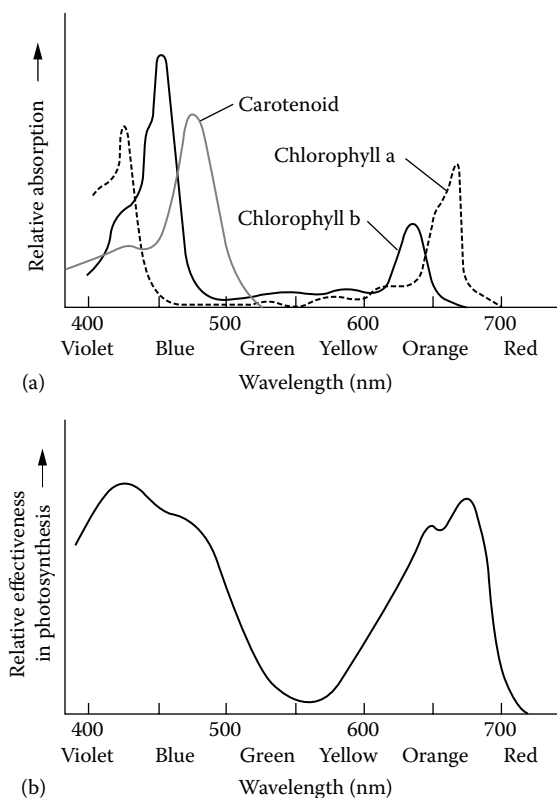 Relative absorption
Carotenoid
Chlorophyll a
Chlorophyll b
400 500 600 700
Violet Blue Green Yellow Orange Red
(a) Wavelength (nm)
Relative effectiveness
in photosynthesis
400 500 600 700
Violet Blue Green Yellow Orange Red
(b) Wavelength (nm)